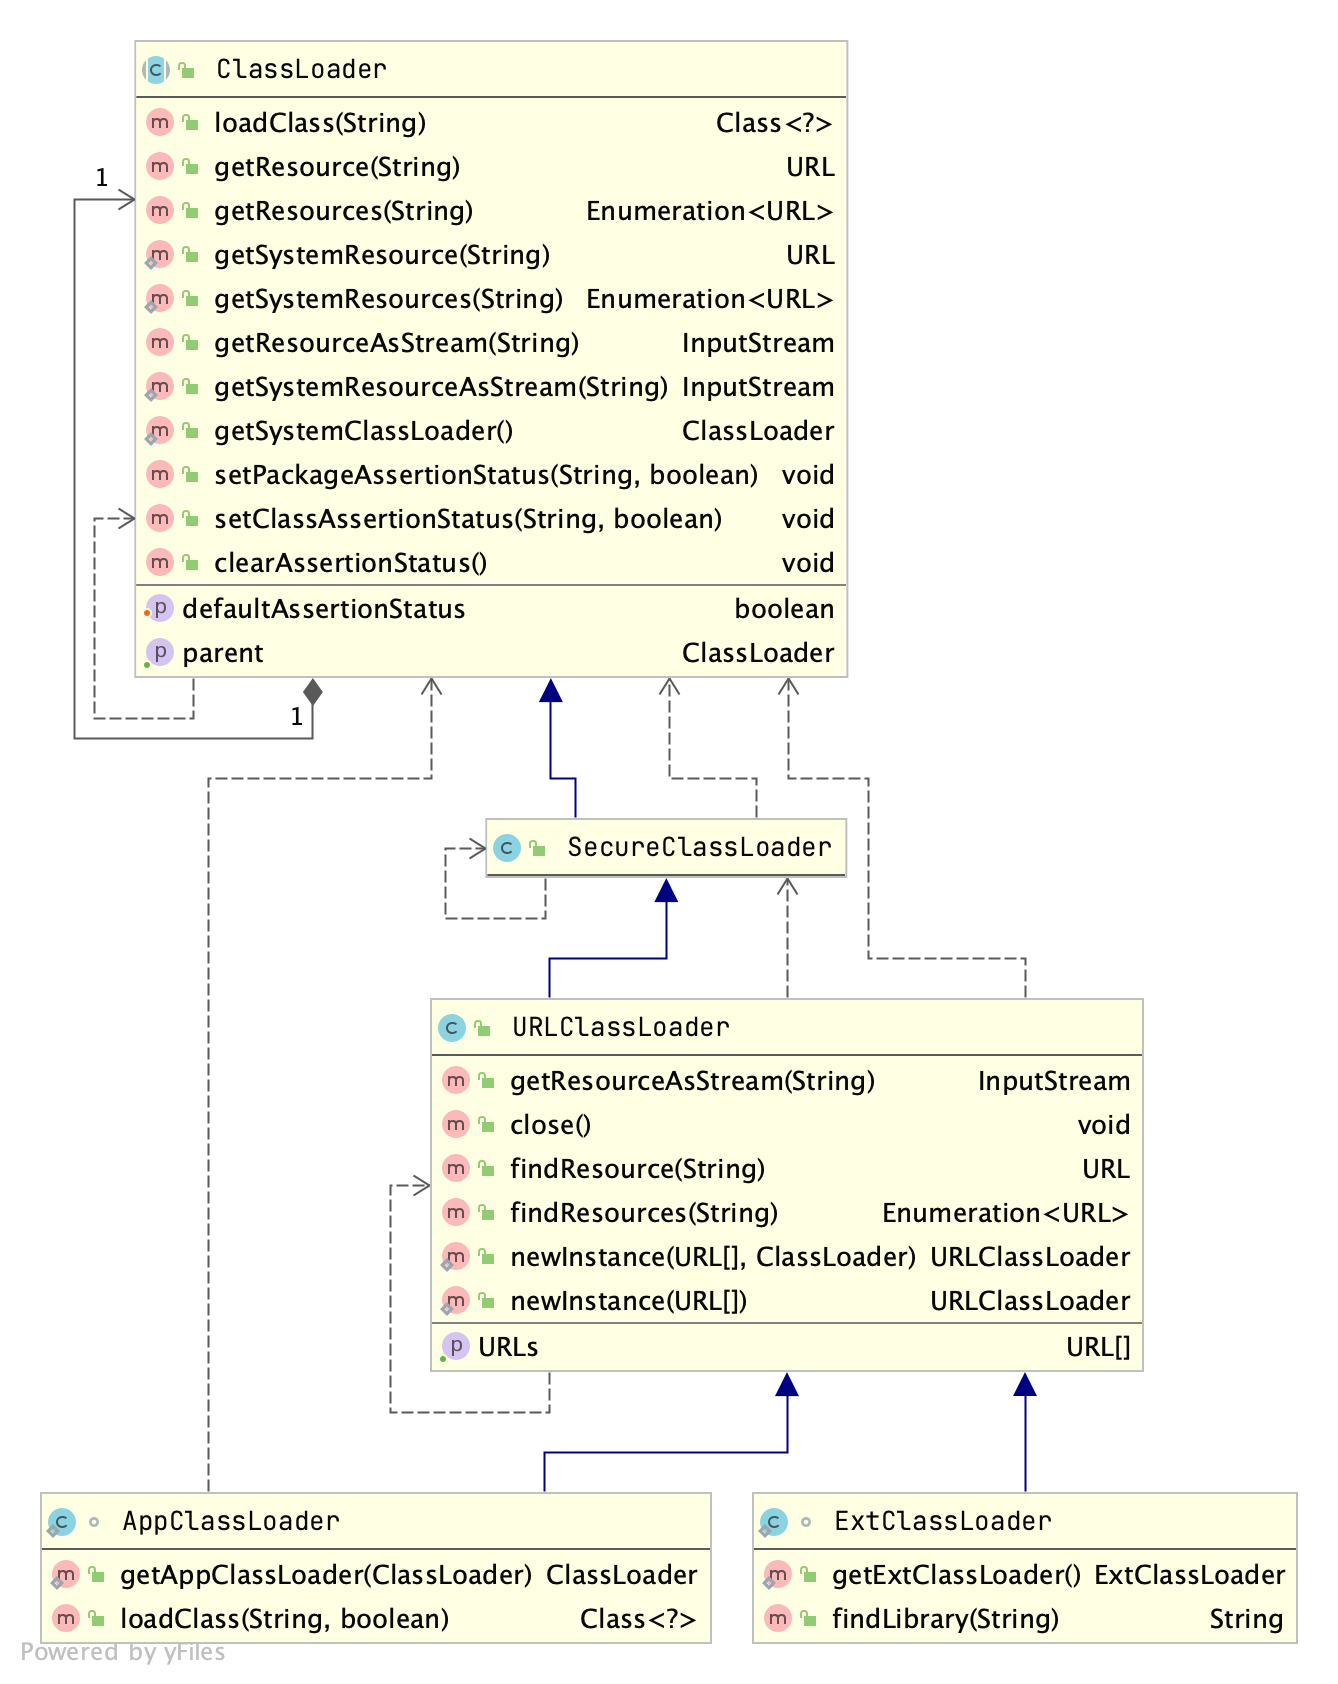 ClassLoader
loadClass(String) Class<?>
getResource(String) URL
1
getResources(String) Enumeration<URL>
getSystemResource(String) URL
getSystemResources(String) Enumeration<URL>
getResourceAsStream(String) InputStream
getSystemResourceAsStream(String) InputStream
getSystemClassLoader() ClassLoader
setPackageAssertionStatus(String, boolean) void
setClassAssertionStatus(String, boolean) void
clearAssertionStatus() void
defaultAssertionStatus boolean
parent ClassLoader
1
SecureClassLoader
URLClassLoader
getResourceAsStream(String) InputStream
close() void
findResource(String) URL
findResources(String) Enumeration<URL>
newInstance(URL[], ClassLoader) URLClassLoader
newInstance(URL[]) URLClassLoader
URLs URL[]
AppClassLoader
getAppClassLoader(ClassLoader) ClassLoader
loadClass(String, boolean) Class<?>
ExtClassLoader
getExtClassLoader() ExtClassLoader
findLibrary(String) String
Powered by yFiles